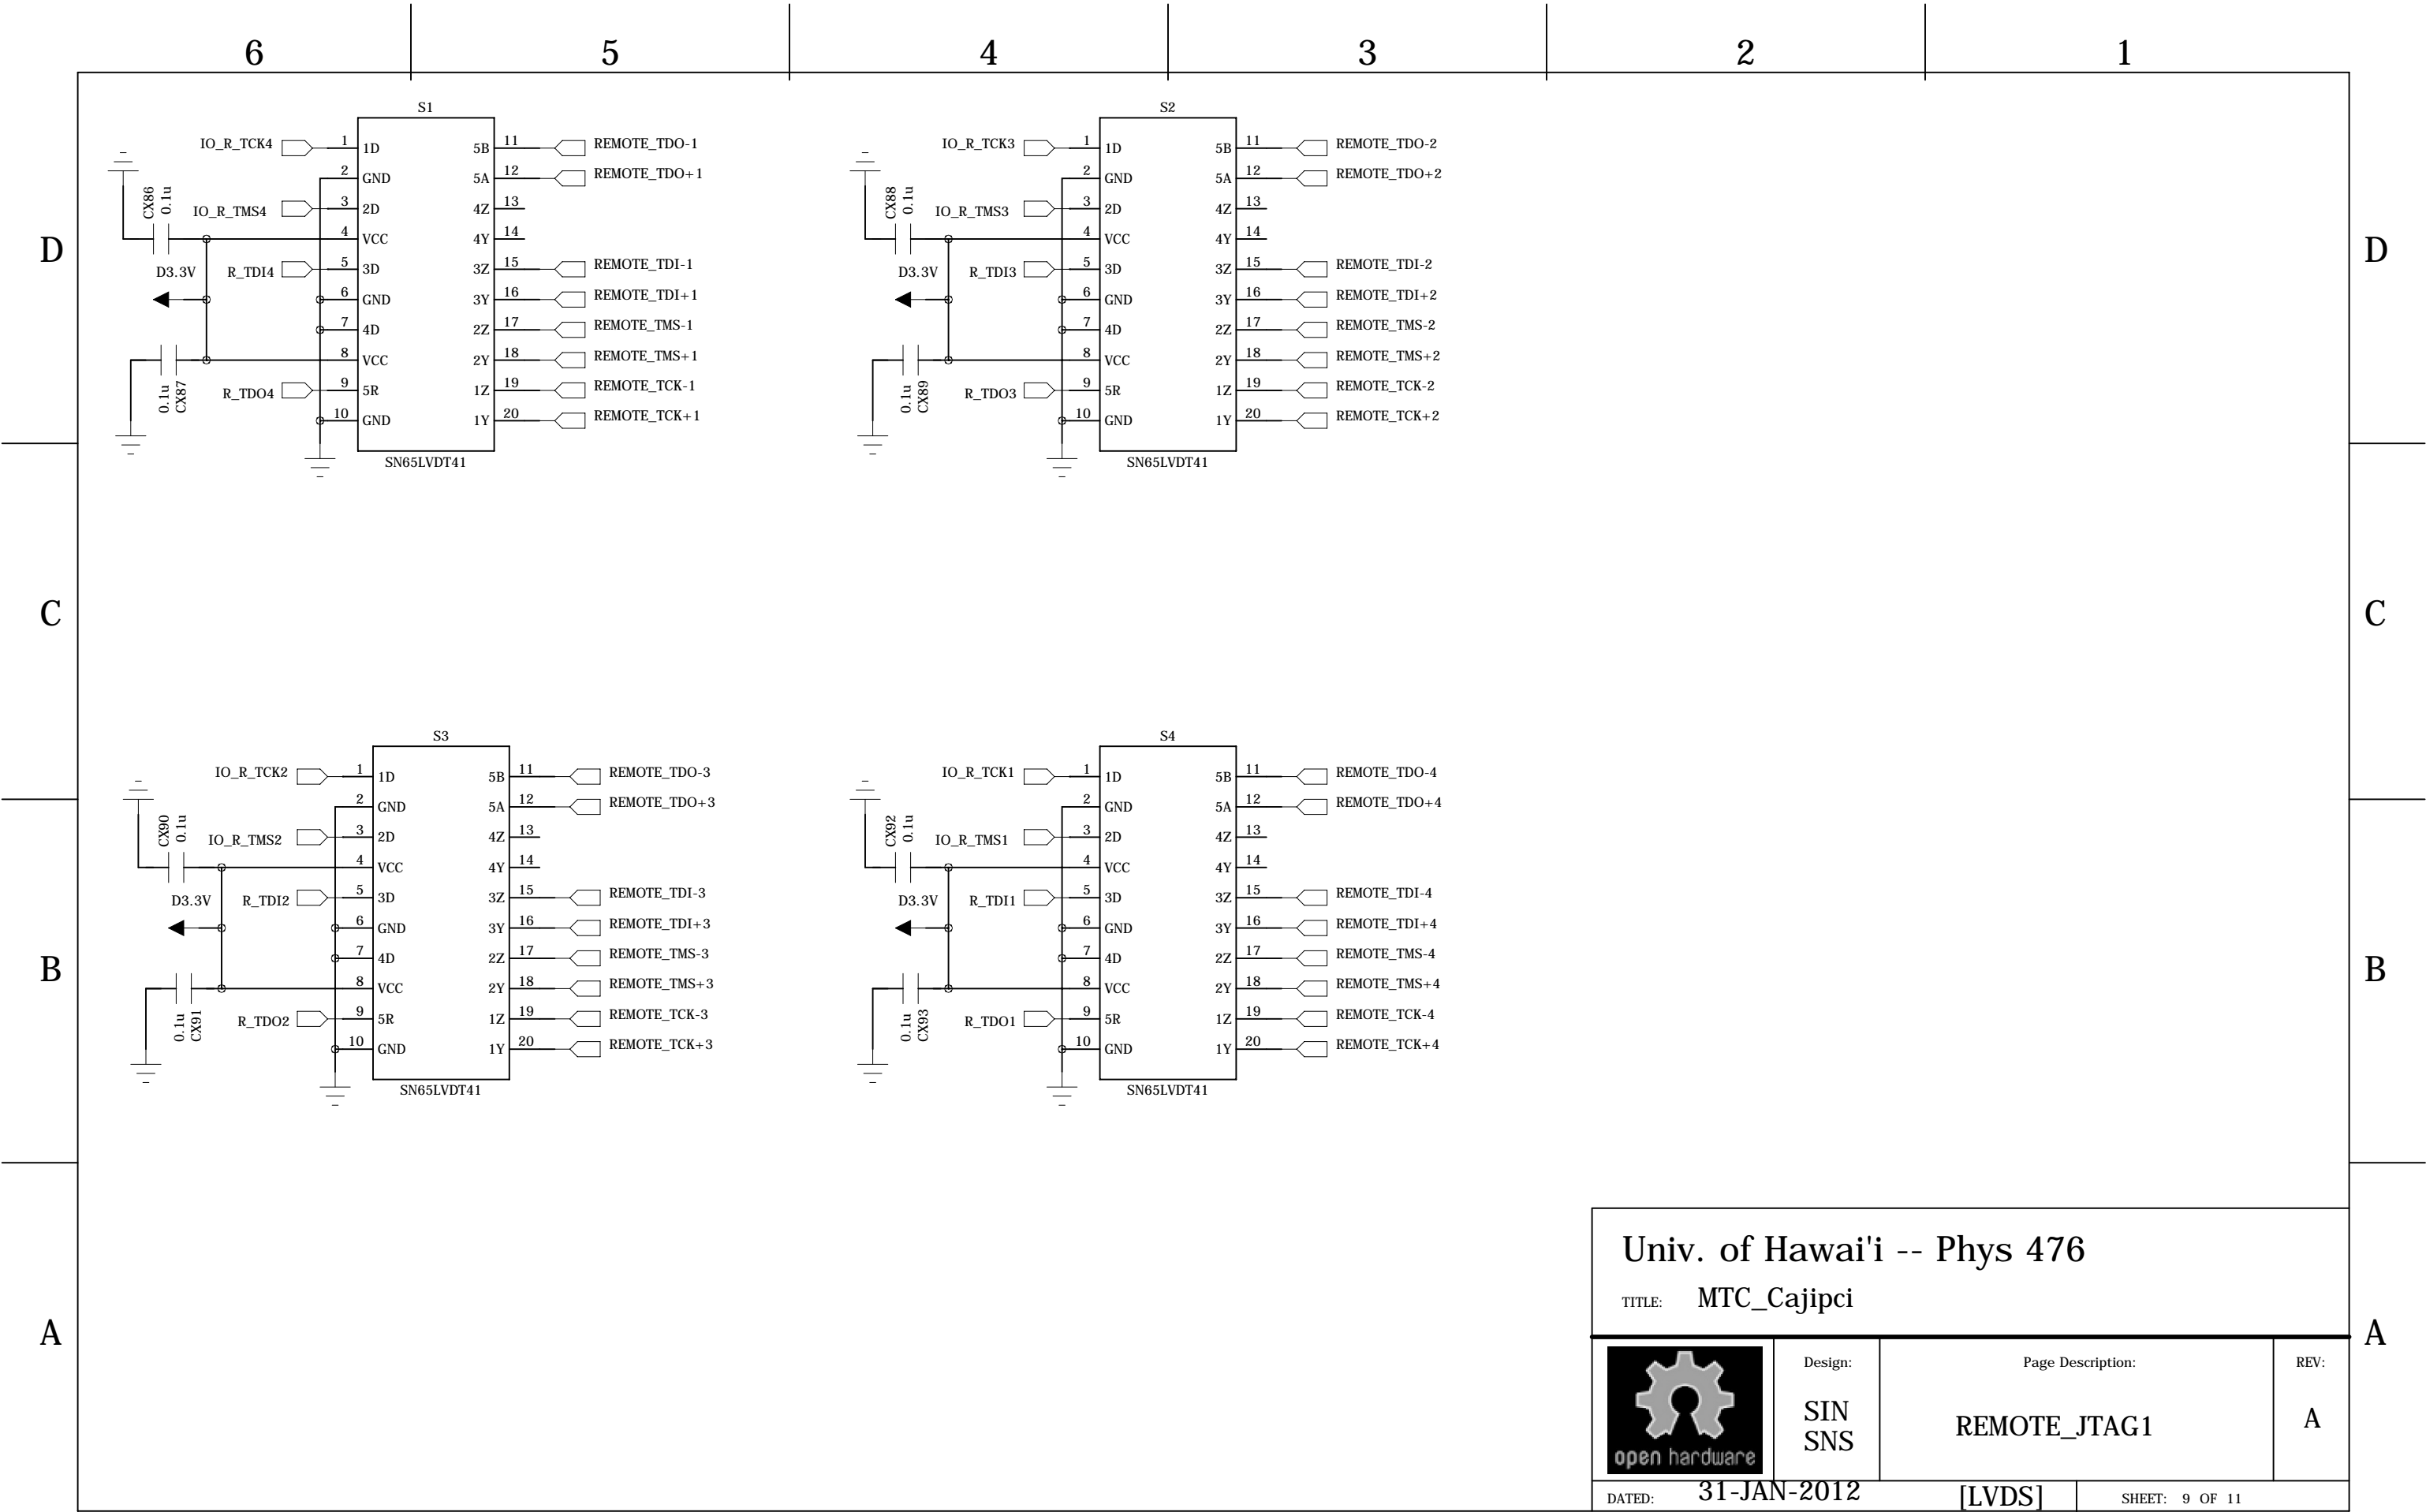 6 5 4 3 2 1
D D
C C
B B
A A
S1
IO_R_TCK4 1 1D 5B 11 REMOTE_TDO-1
2 GND 5A 12 REMOTE_TDO+1
CX86 0.1u
IO_R_TMS4 3 2D 4Z 13
4 VCC 4Y 14
D3.3V R_TDI4 5 3D 3Z 15 REMOTE_TDI-1
6 GND 3Y 16 REMOTE_TDI+1
7 4D 2Z 17 REMOTE_TMS-1
8 VCC 2Y 18 REMOTE_TMS+1
0.1u CX87
R_TDO4 9 5R 1Z 19 REMOTE_TCK-1
10 GND 1Y 20 REMOTE_TCK+1
SN65LVDT41
S2
IO_R_TCK3 1 1D 5B 11 REMOTE_TDO-2
2 GND 5A 12 REMOTE_TDO+2
CX88 0.1u
IO_R_TMS3 3 2D 4Z 13
4 VCC 4Y 14
D3.3V R_TDI3 5 3D 3Z 15 REMOTE_TDI-2
6 GND 3Y 16 REMOTE_TDI+2
7 4D 2Z 17 REMOTE_TMS-2
8 VCC 2Y 18 REMOTE_TMS+2
0.1u CX89
R_TDO3 9 5R 1Z 19 REMOTE_TCK-2
10 GND 1Y 20 REMOTE_TCK+2
SN65LVDT41
S3
IO_R_TCK2 1 1D 5B 11 REMOTE_TDO-3
2 GND 5A 12 REMOTE_TDO+3
CX90 0.1u
IO_R_TMS2 3 2D 4Z 13
4 VCC 4Y 14
D3.3V R_TDI2 5 3D 3Z 15 REMOTE_TDI-3
6 GND 3Y 16 REMOTE_TDI+3
7 4D 2Z 17 REMOTE_TMS-3
8 VCC 2Y 18 REMOTE_TMS+3
0.1u CX91
R_TDO2 9 5R 1Z 19 REMOTE_TCK-3
10 GND 1Y 20 REMOTE_TCK+3
SN65LVDT41
S4
IO_R_TCK1 1 1D 5B 11 REMOTE_TDO-4
2 GND 5A 12 REMOTE_TDO+4
CX92 0.1u
IO_R_TMS1 3 2D 4Z 13
4 VCC 4Y 14
D3.3V R_TDI1 5 3D 3Z 15 REMOTE_TDI-4
6 GND 3Y 16 REMOTE_TDI+4
7 4D 2Z 17 REMOTE_TMS-4
8 VCC 2Y 18 REMOTE_TMS+4
0.1u CX93
R_TDO1 9 5R 1Z 19 REMOTE_TCK-4
10 GND 1Y 20 REMOTE_TCK+4
SN65LVDT41
Univ. of Hawai'i -- Phys 476
TITLE: MTC_Cajipci
open hardware
Design:
SIN
SNS
Page Description:
REMOTE_JTAG1
REV:
A
DATED: 31-JAN-2012 [LVDS] SHEET: 9 OF 11